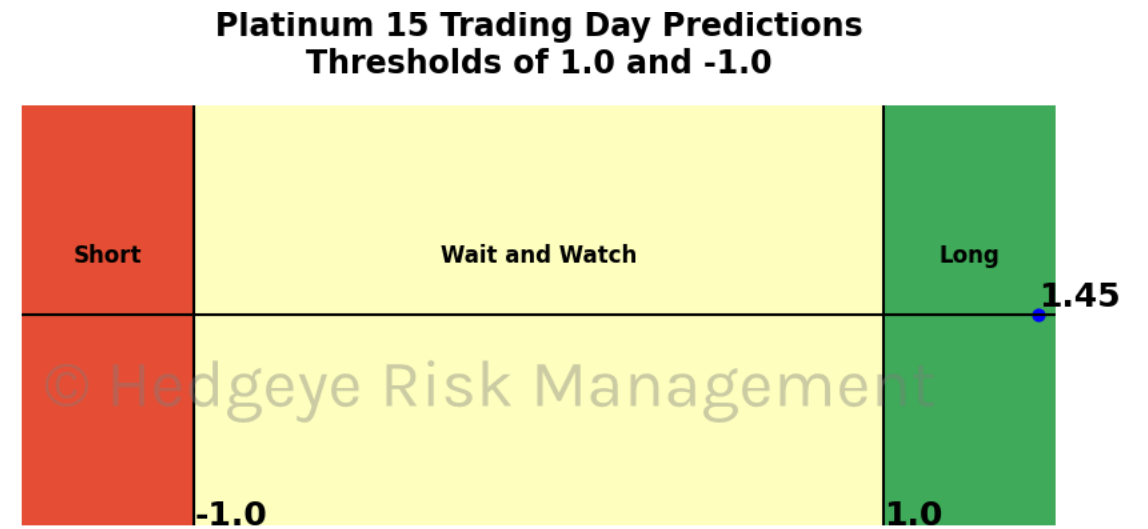 Platinum 15 Trading Day Predictions
Thresholds of 1.0 and -1.0
Short
Wait and Watch
Long
1.45
© Hedgeye Risk Management
-1.0
1.0